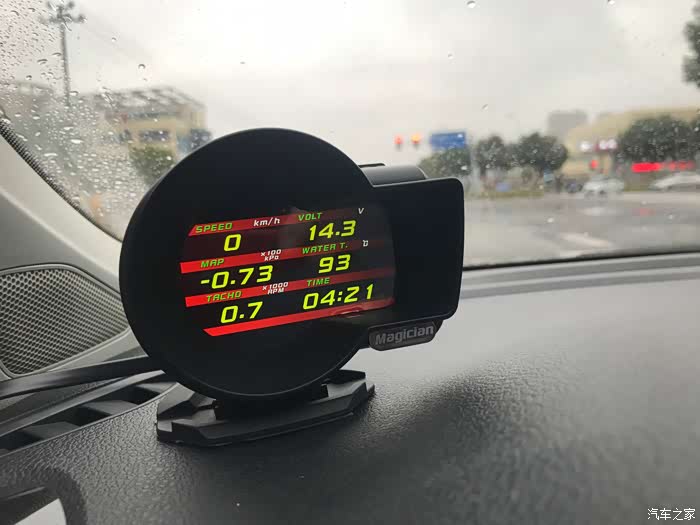 SPEED km/h VOLT V
0 14.3
MAP ×100 kPa WATER T. ℃
-0.73 93
TACHO ×1000 RPM TIME
0.7 04:21
Magician
汽车之家